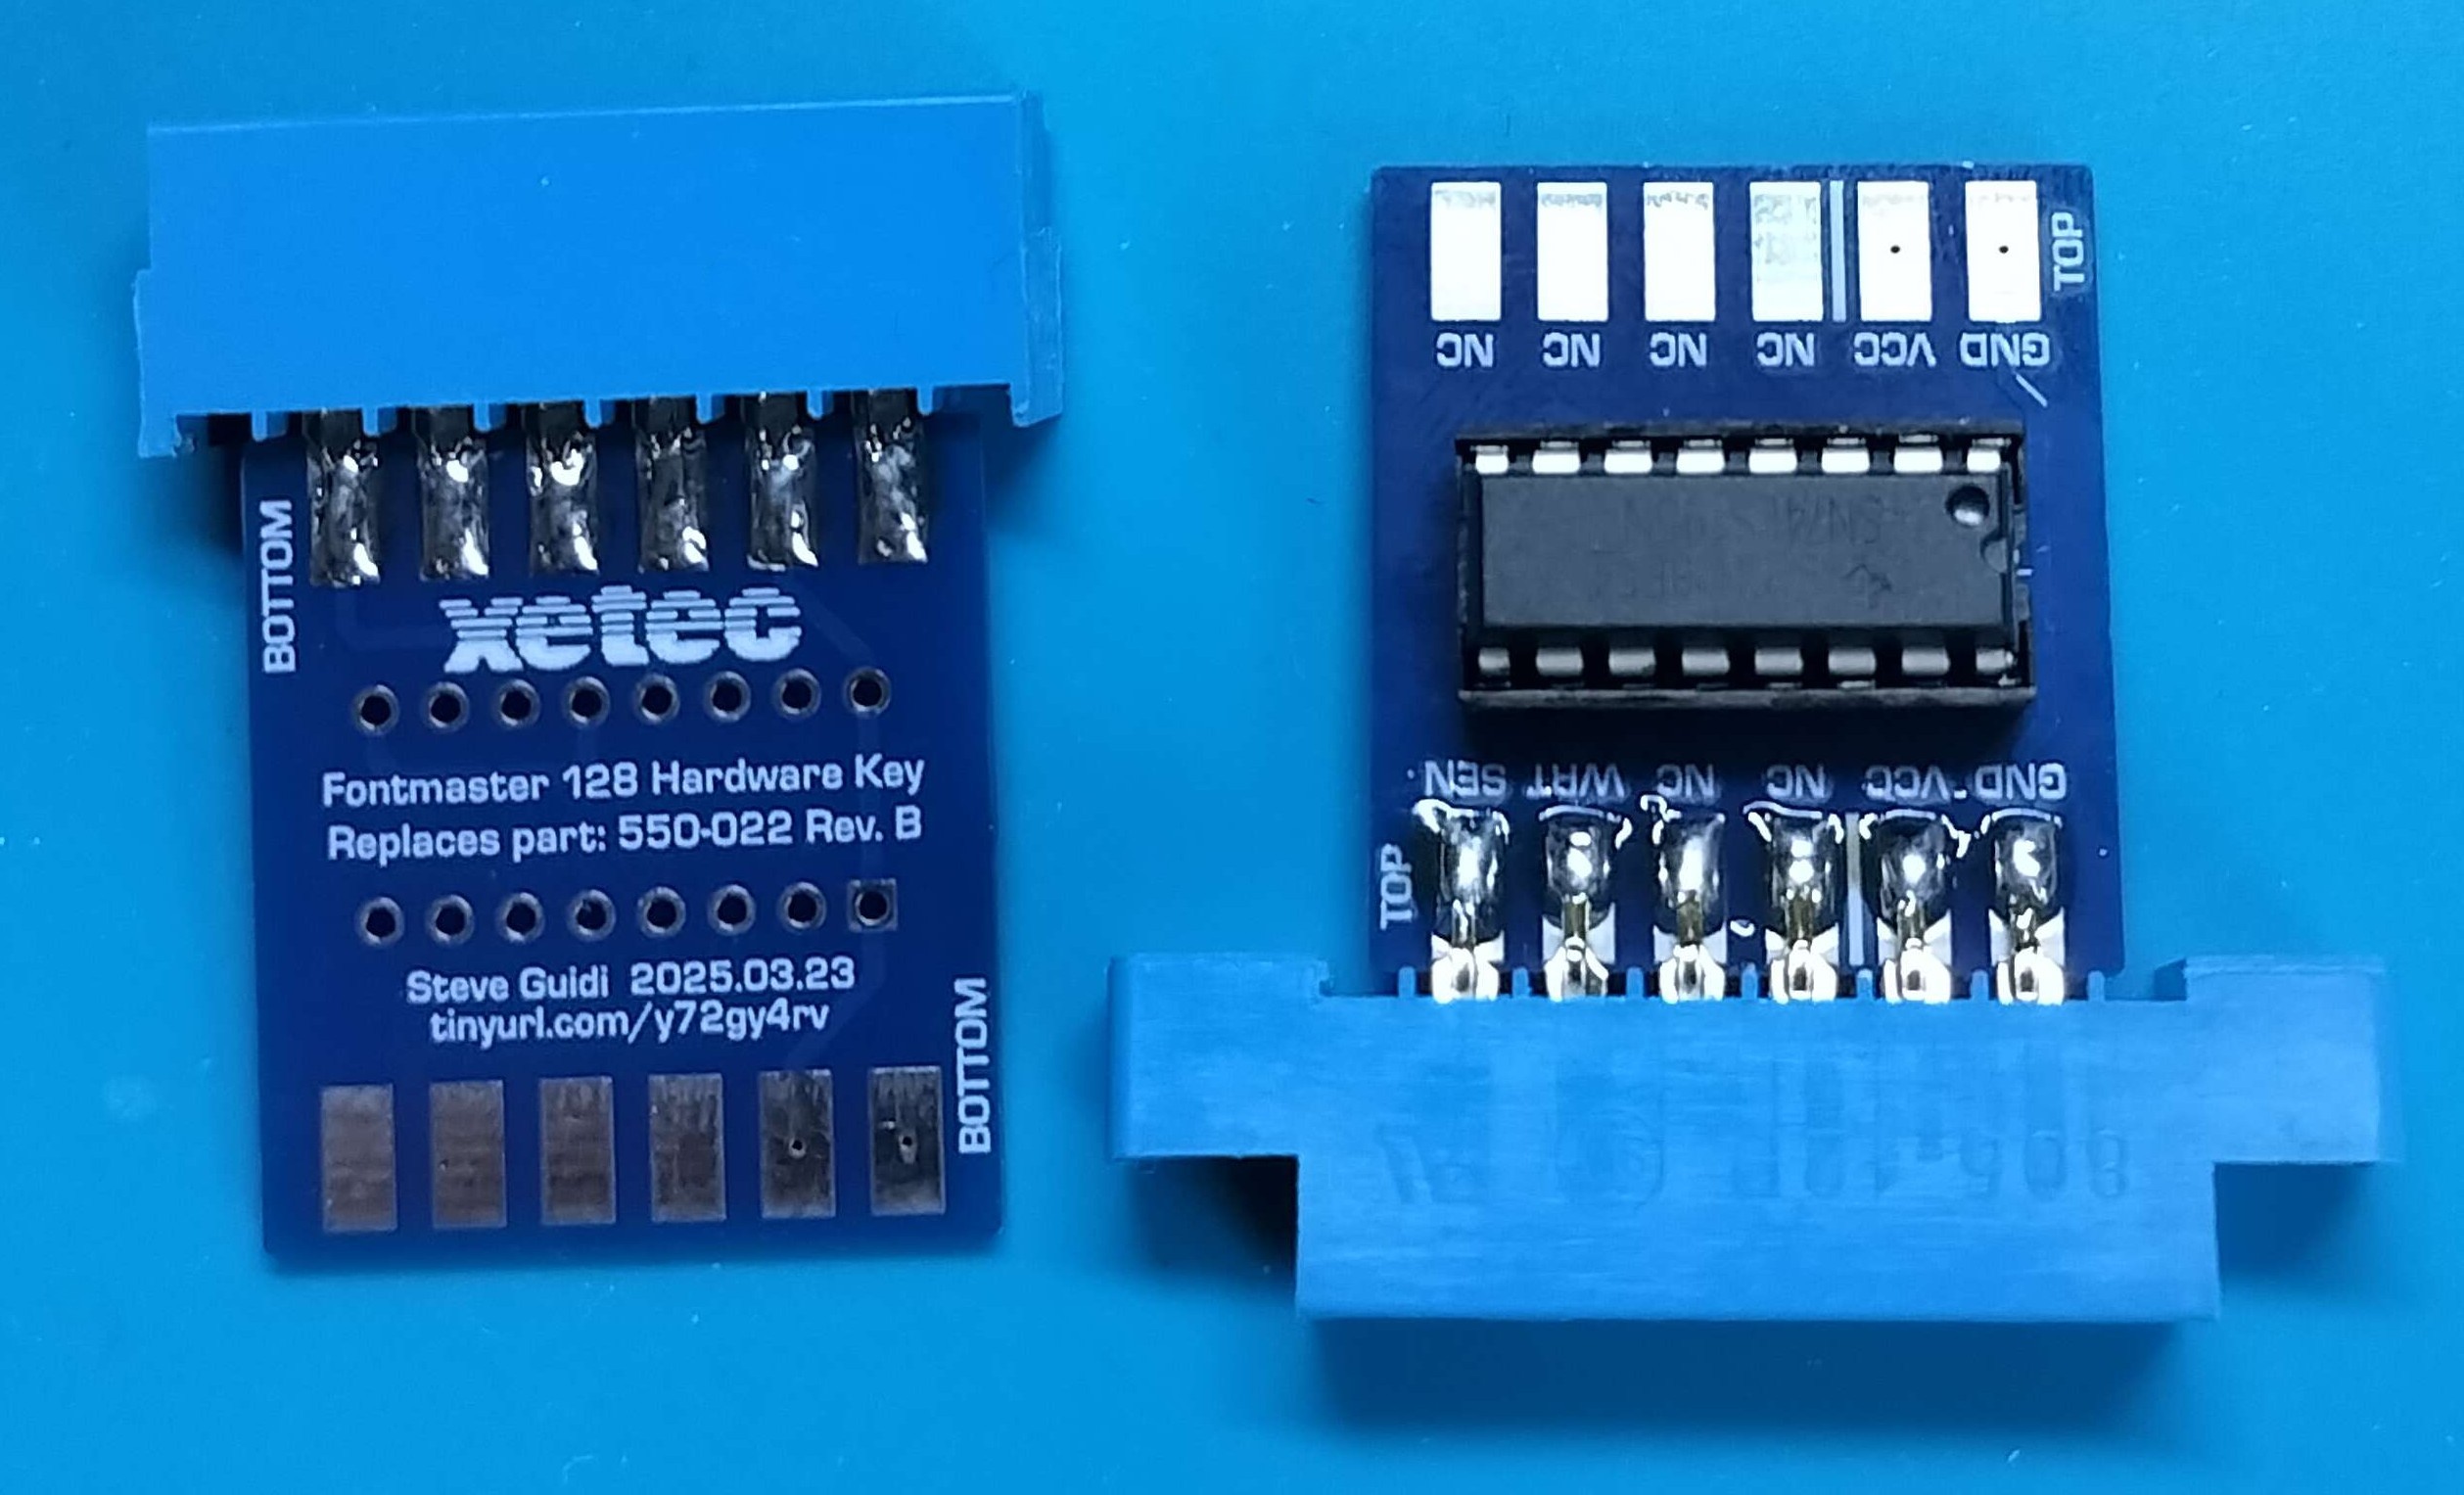 BOTTOM
xetec
Fontmaster 128 Hardware Key
Replaces part: 550-022 Rev. B
Steve Guidi 2025.03.23
tinyurl.com/y72gy4rv
BOTTOM
TOP
NC NC NC NC VCC GND
SEN WRT NC NC VCC GND
TOP